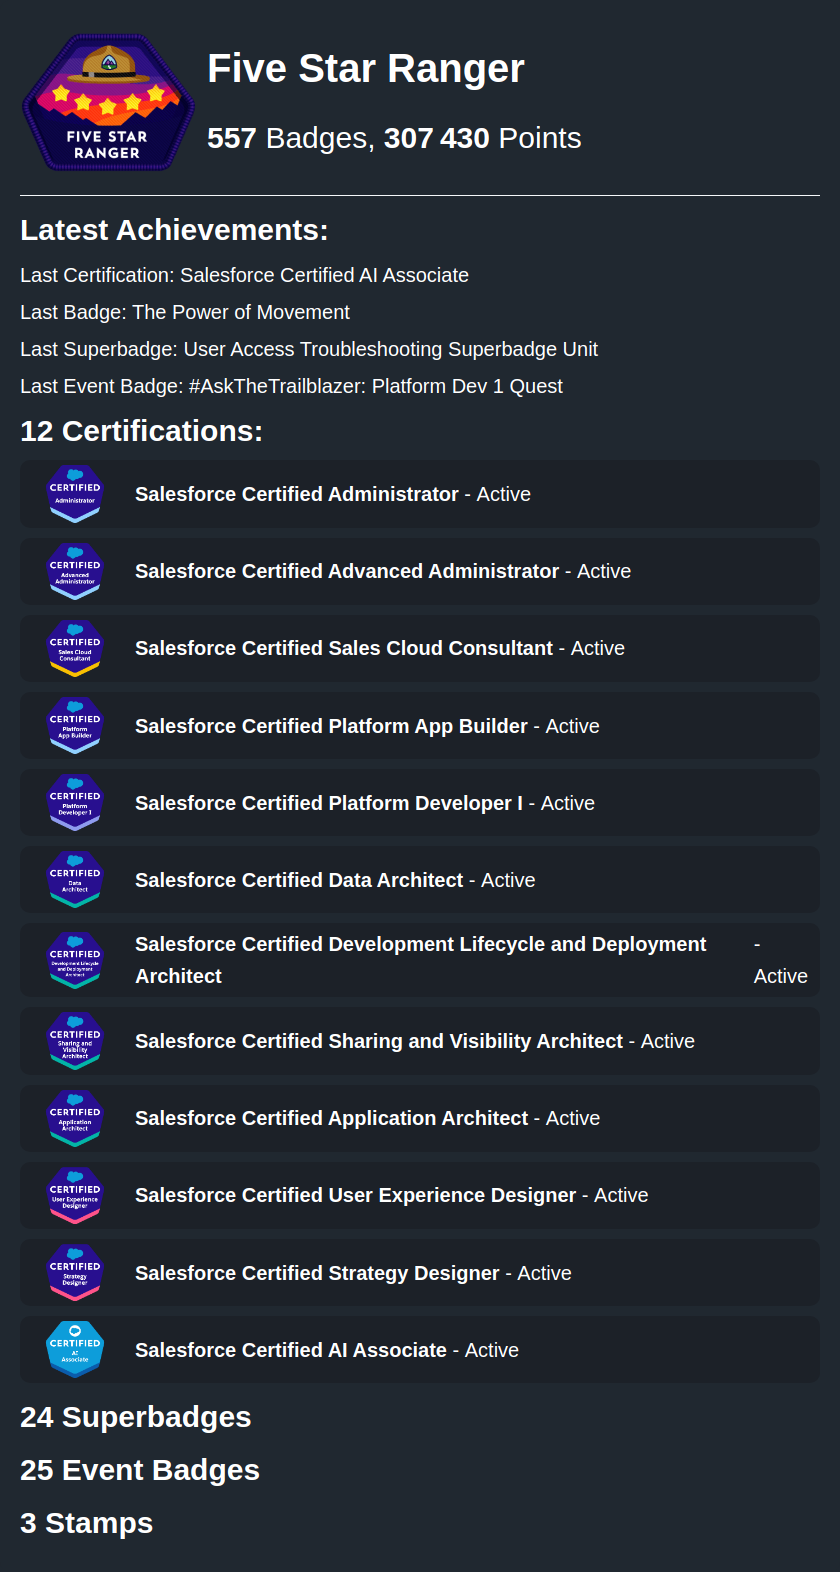 FIVE STAR
RANGER
Five Star Ranger
557 Badges, 307 430 Points
Latest Achievements:
Last Certification: Salesforce Certified AI Associate
Last Badge: The Power of Movement
Last Superbadge: User Access Troubleshooting Superbadge Unit
Last Event Badge: #AskTheTrailblazer: Platform Dev 1 Quest
12 Certifications:
CERTIFIED
Administrator
Salesforce Certified Administrator - Active
CERTIFIED
Advanced
Administrator
Salesforce Certified Advanced Administrator - Active
CERTIFIED
Sales Cloud
Consultant
Salesforce Certified Sales Cloud Consultant - Active
CERTIFIED
Platform
App Builder
Salesforce Certified Platform App Builder - Active
CERTIFIED
Platform
Developer I
Salesforce Certified Platform Developer I - Active
CERTIFIED
Data
Architect
Salesforce Certified Data Architect - Active
CERTIFIED
Development Lifecycle
and Deployment
Architect
Salesforce Certified Development Lifecycle and Deployment -
Architect Active
CERTIFIED
Sharing and
Visibility
Architect
Salesforce Certified Sharing and Visibility Architect - Active
CERTIFIED
Application
Architect
Salesforce Certified Application Architect - Active
CERTIFIED
User Experience
Designer
Salesforce Certified User Experience Designer - Active
CERTIFIED
Strategy
Designer
Salesforce Certified Strategy Designer - Active
CERTIFIED
AI
Associate
Salesforce Certified AI Associate - Active
24 Superbadges
25 Event Badges
3 Stamps